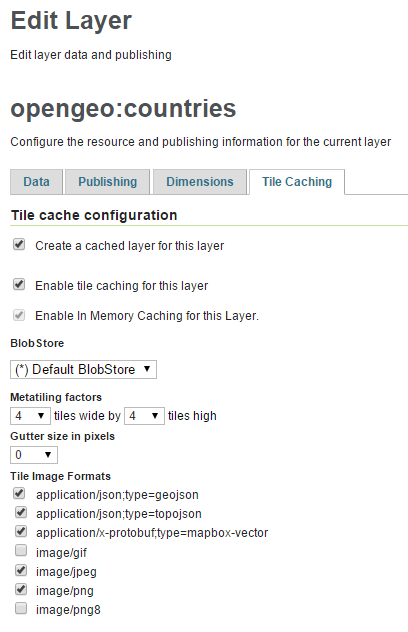 Edit Layer
Edit layer data and publishing
opengeo:countries
Configure the resource and publishing information for the current layer
Data Publishing Dimensions Tile Caching
Tile cache configuration
Create a cached layer for this layer
Enable tile caching for this layer
Enable In Memory Caching for this Layer.
BlobStore
(*) Default BlobStore
Metatiling factors
4 tiles wide by 4 tiles high
Gutter size in pixels
0
Tile Image Formats
application/json;type=geojson
application/json;type=topojson
application/x-protobuf;type=mapbox-vector
image/gif
image/jpeg
image/png
image/png8